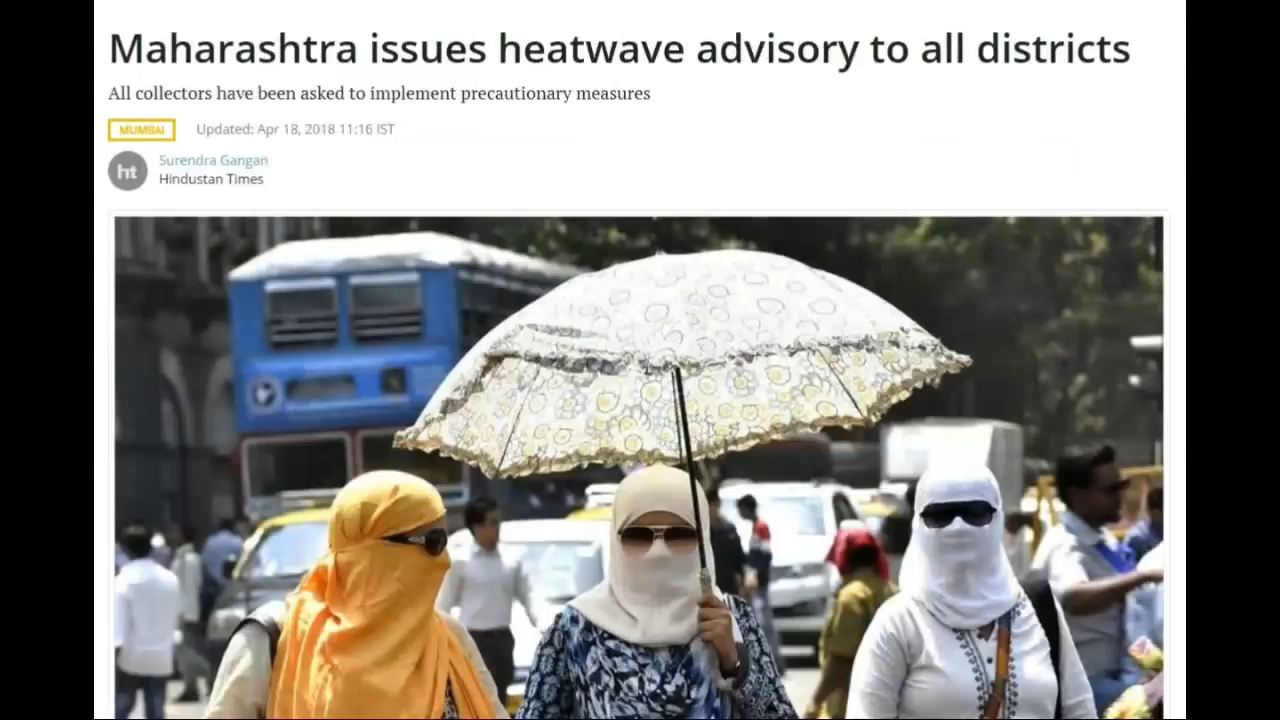 Maharashtra issues heatwave advisory to all districts
All collectors have been asked to implement precautionary measures
MUMBAI
Updated: Apr 18, 2018 11:16 IST
ht
Surendra Gangan
Hindustan Times